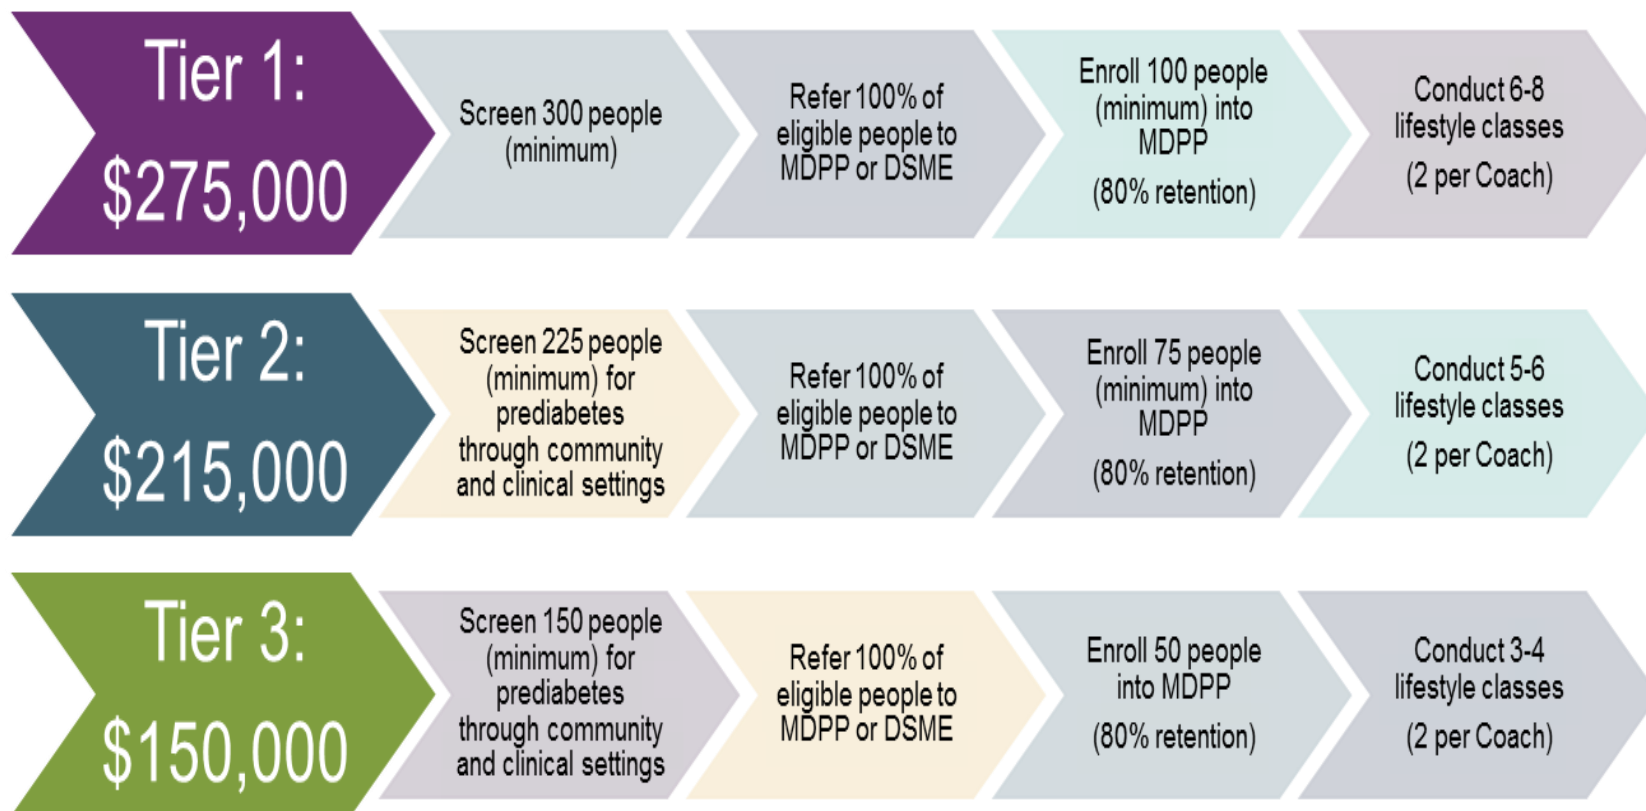 Tier 1:
$275,000
Screen 300 people
(minimum)
Refer 100% of
eligible people to
MDPP or DSME
Enroll 100 people
(minimum) into
MDPP
(80% retention)
Conduct 6-8
lifestyle classes
(2 per Coach)
Tier 2:
$215,000
Screen 225 people
(minimum) for
prediabetes
through community
and clinical settings
Refer 100% of
eligible people to
MDPP or DSME
Enroll 75 people
(minimum) into
MDPP
(80% retention)
Conduct 5-6
lifestyle classes
(2 per Coach)
Tier 3:
$150,000
Screen 150 people
(minimum) for
prediabetes
through community
and clinical settings
Refer 100% of
eligible people to
MDPP or DSME
Enroll 50 people
into MDPP
(80% retention)
Conduct 3-4
lifestyle classes
(2 per Coach)